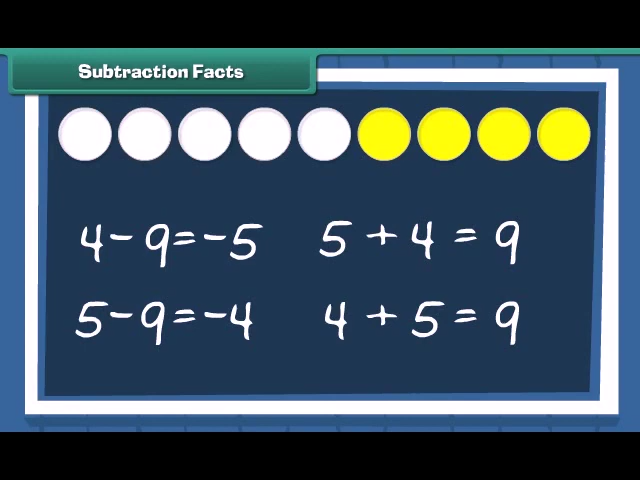 Subtraction Facts
4 - 9 = -5 5 + 4 = 9
5 - 9 = -4 4 + 5 = 9